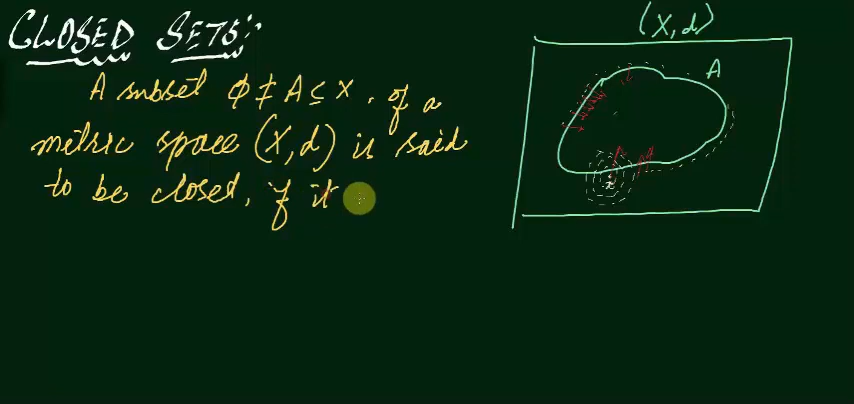 CLOSED SETS:
(X, d)
A
A subset ϕ ≠ A ⊆ X, of a
metric space (X, d) is said
to be closed, if it